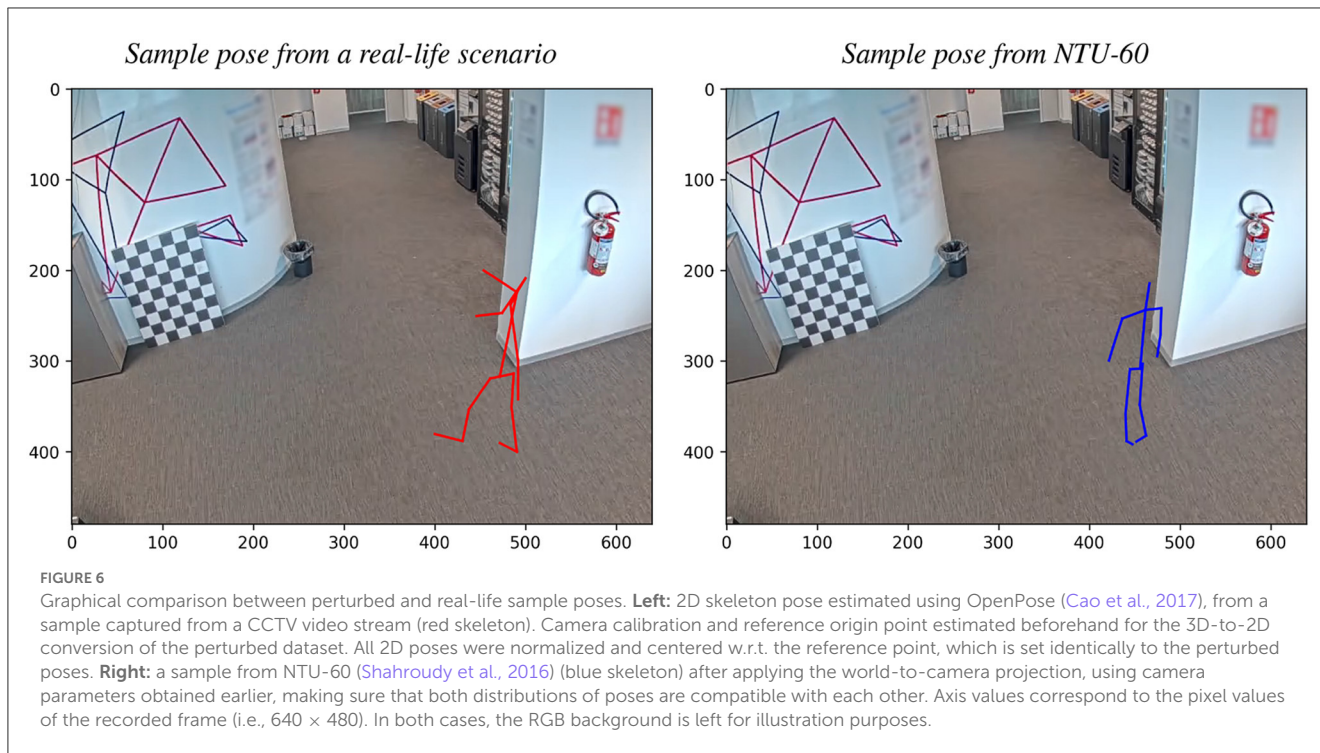 Sample pose from a real-life scenario
Sample pose from NTU-60
0
100
200
300
400
0 100 200 300 400 500 600
0
100
200
300
400
0 100 200 300 400 500 600
FIGURE 6
Graphical comparison between perturbed and real-life sample poses. Left: 2D skeleton pose estimated using OpenPose (Cao et al., 2017), from a
sample captured from a CCTV video stream (red skeleton). Camera calibration and reference origin point estimated beforehand for the 3D-to-2D
conversion of the perturbed dataset. All 2D poses were normalized and centered w.r.t. the reference point, which is set identically to the perturbed
poses. Right: a sample from NTU-60 (Shahroudy et al., 2016) (blue skeleton) after applying the world-to-camera projection, using camera
parameters obtained earlier, making sure that both distributions of poses are compatible with each other. Axis values correspond to the pixel values
of the recorded frame (i.e., 640 × 480). In both cases, the RGB background is left for illustration purposes.